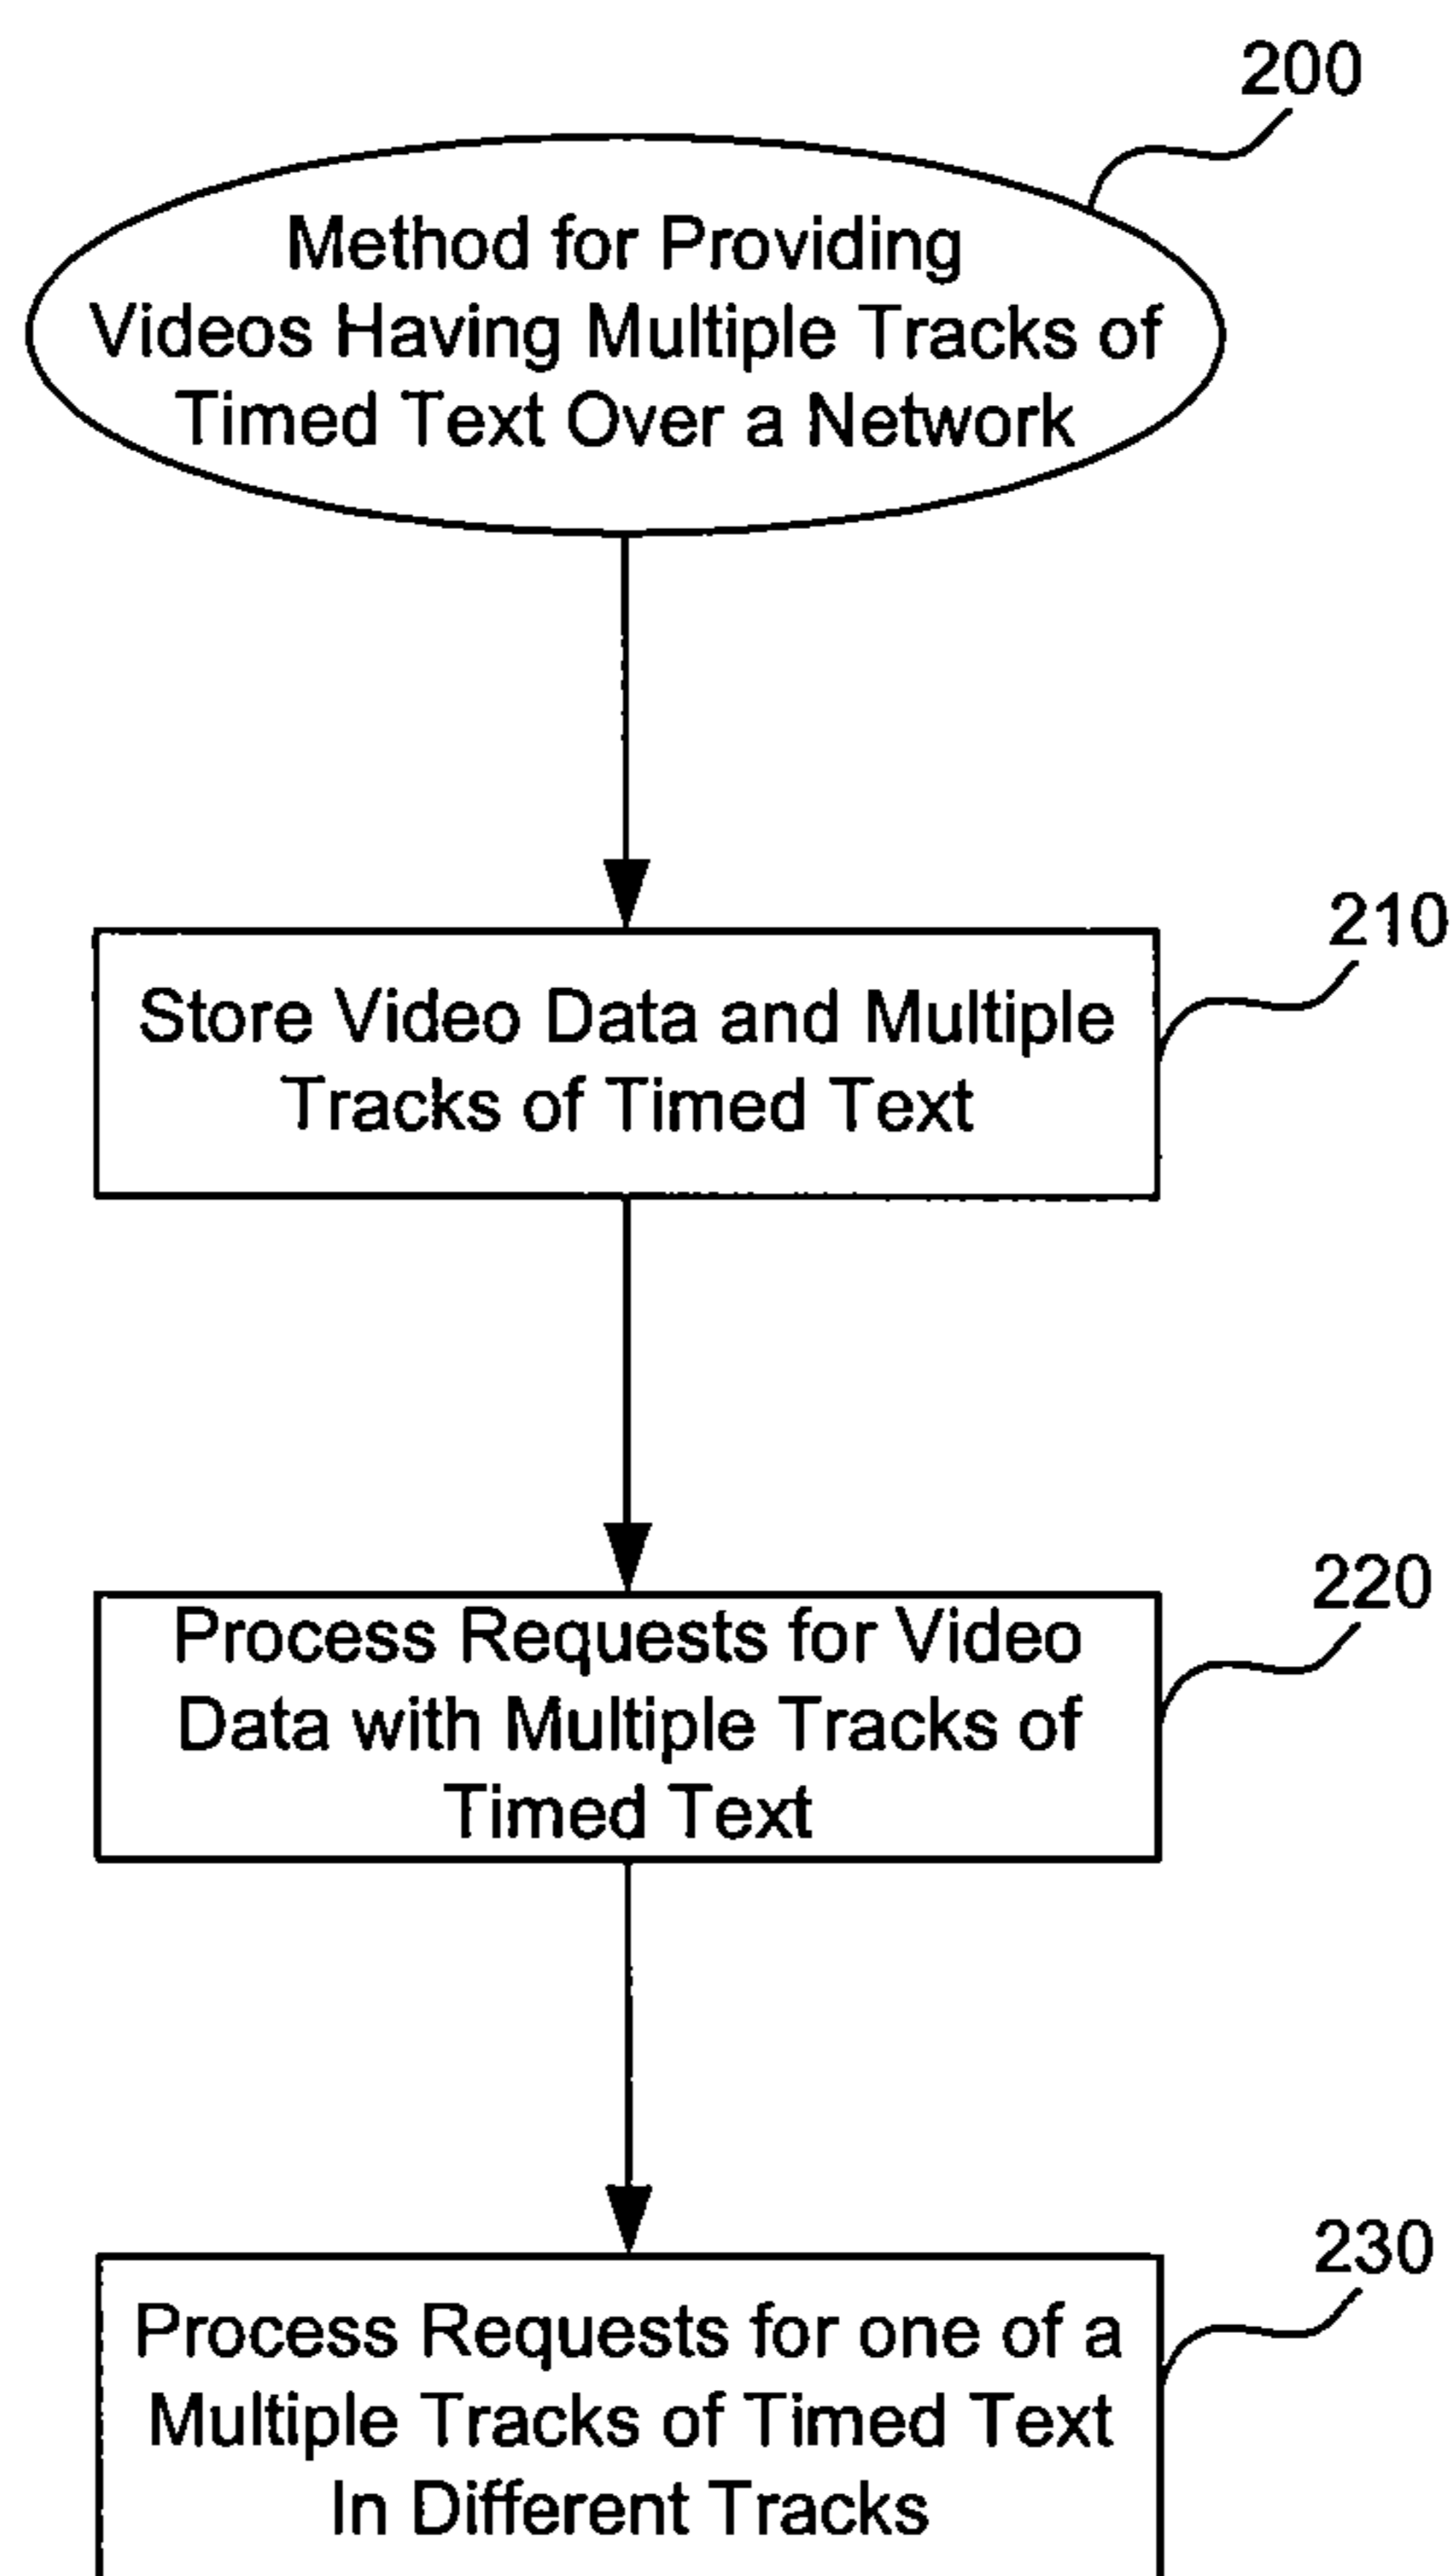 200
Method for Providing
Videos Having Multiple Tracks of
Timed Text Over a Network
210
Store Video Data and Multiple
Tracks of Timed Text
220
Process Requests for Video
Data with Multiple Tracks of
Timed Text
230
Process Requests for one of a
Multiple Tracks of Timed Text
In Different Tracks